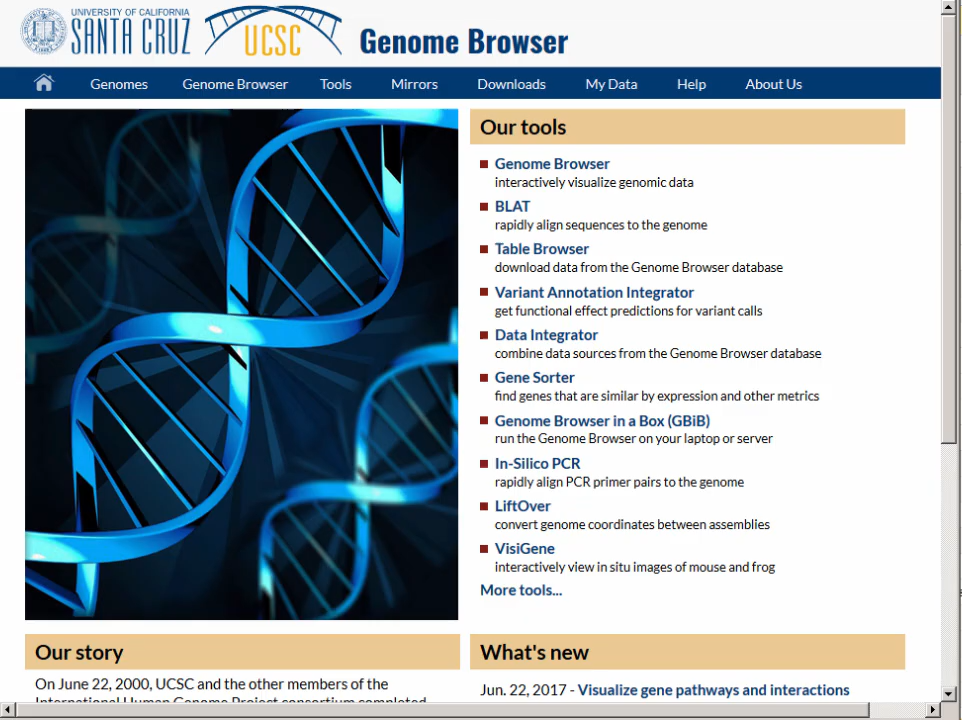 UNIVERSITY OF CALIFORNIA
SANTA CRUZ
UCSC
Genome Browser
Genomes Genome Browser Tools Mirrors Downloads My Data Help About Us
Our tools
Genome Browser
interactively visualize genomic data
BLAT
rapidly align sequences to the genome
Table Browser
download data from the Genome Browser database
Variant Annotation Integrator
get functional effect predictions for variant calls
Data Integrator
combine data sources from the Genome Browser database
Gene Sorter
find genes that are similar by expression and other metrics
Genome Browser in a Box (GBiB)
run the Genome Browser on your laptop or server
In-Silico PCR
rapidly align PCR primer pairs to the genome
LiftOver
convert genome coordinates between assemblies
VisiGene
interactively view in situ images of mouse and frog
More tools...
Our story
On June 22, 2000, UCSC and the other members of the
International Human Genome Project consortium completed
What's new
Jun. 22, 2017 - Visualize gene pathways and interactions